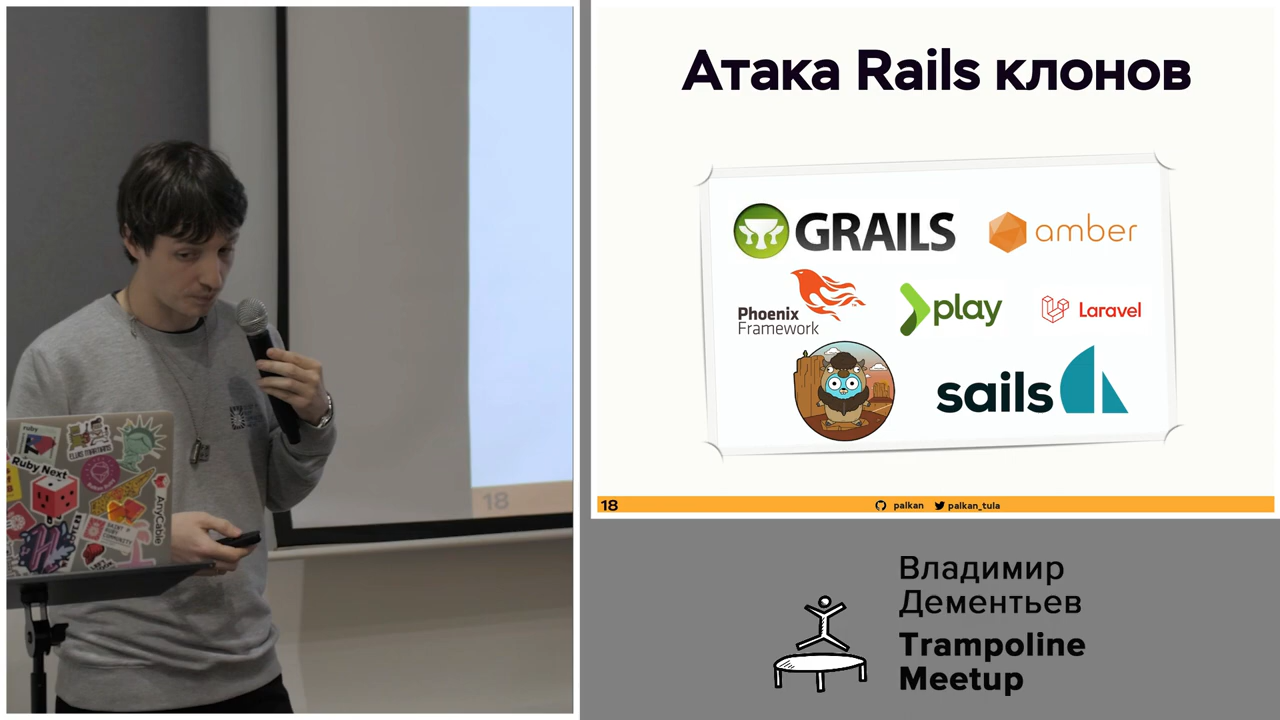 Атака Rails клонов
GRAILS
amber
Phoenix
Framework
play
Laravel
sails
18
palkan
palkan_tula
18
Ruby Next
AnyCable
Владимир
Дементьев
Trampoline
Meetup